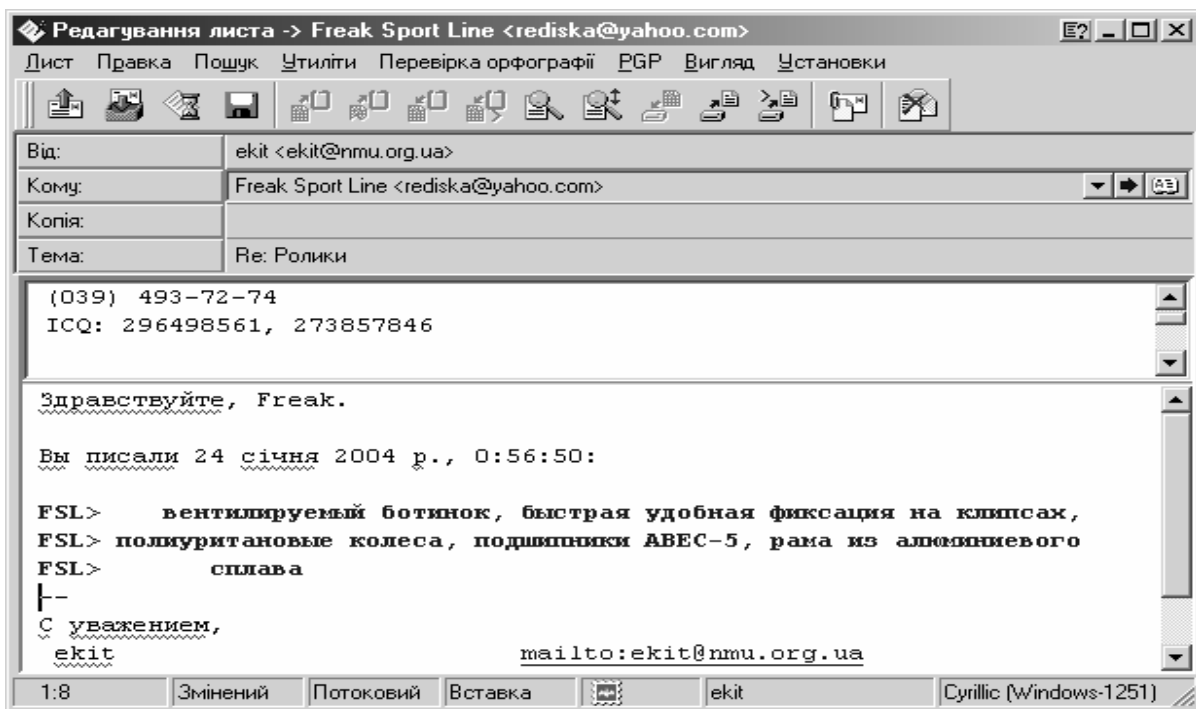 Редагування листа -> Freak Sport Line <rediska@yahoo.com>
Лист Правка Пошук Утиліти Перевірка орфографії PGP Вигляд Установки
Від: ekit <ekit@nmu.org.ua>
Кому: Freak Sport Line <rediska@yahoo.com>
Копія:
Тема: Re: Ролики
(039) 493-72-74
ICQ: 296498561, 273857846
Здравствуйте, Freak.
Вы писали 24 січня 2004 р., 0:56:50:
FSL> вентилируемый ботинок, быстрая удобная фиксация на клипсах,
FSL> полиуритановые колеса, подшипники ABEC-5, рама из алюминиевого
FSL> сплава
--
С уважением,
ekit mailto:ekit@nmu.org.ua
1:8 Змінений Потоковий Вставка ekit Cyrillic (Windows-1251)